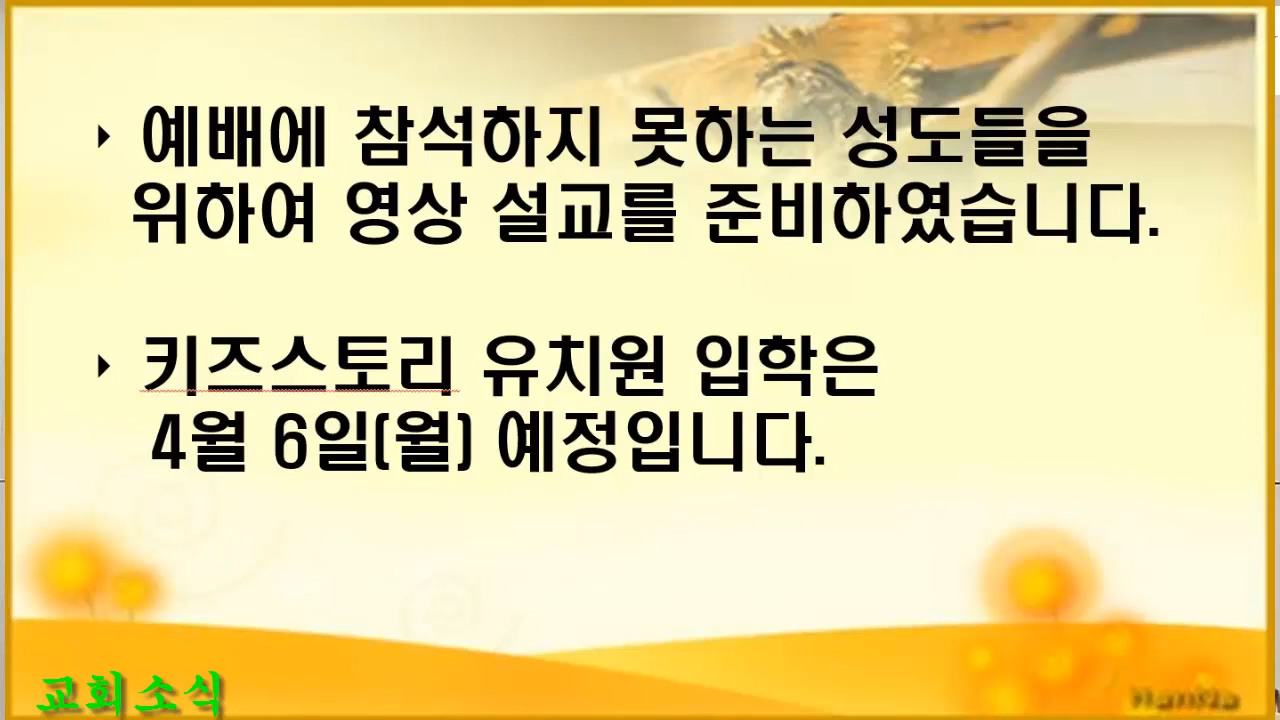 ‣ 예배에 참석하지 못하는 성도들을
위하여 영상 설교를 준비하였습니다.
‣ 키즈스토리 유치원 입학은
4월 6일(월) 예정입니다.
교회소식